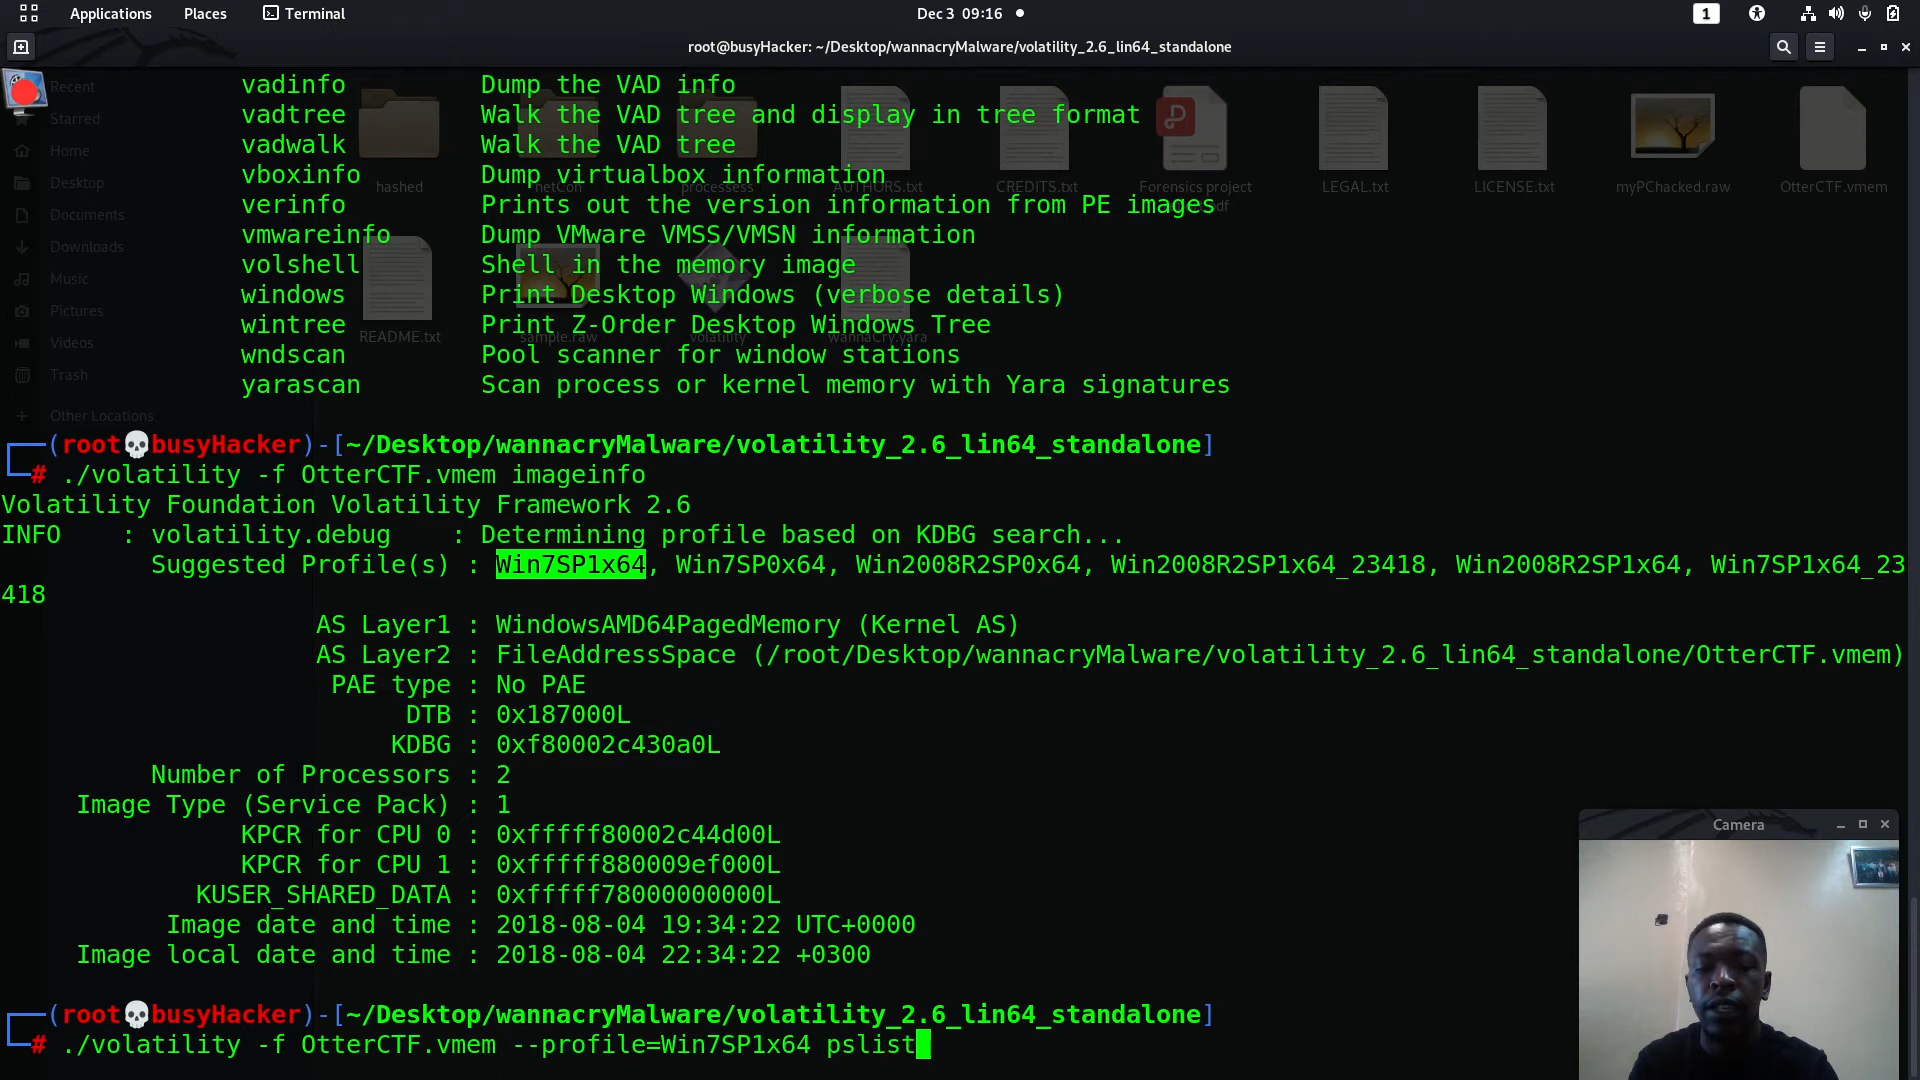 Applications Places Terminal Dec 3 09:16 1
root@busyHacker: ~/Desktop/wannacryMalware/volatility_2.6_lin64_standalone
vadinfo Dump the VAD info
vadtree Walk the VAD tree and display in tree format
vadwalk Walk the VAD tree
vboxinfo Dump virtualbox information
verinfo Prints out the version information from PE images
vmwareinfo Dump VMware VMSS/VMSN information
volshell Shell in the memory image
windows Print Desktop Windows (verbose details)
wintree Print Z-Order Desktop Windows Tree
wndscan Pool scanner for window stations
yarascan Scan process or kernel memory with Yara signatures
Recent
Starred
Home
Desktop
Documents
Downloads
Music
Pictures
Videos
Trash
Other Locations
hashed netCon processess AUTHORS.txt CREDITS.txt Forensics project LEGAL.txt LICENSE.txt myPChacked.raw OtterCTF.vmem
README.txt sample.raw volatility wannaCry.yara
(root💀busyHacker)-[~/Desktop/wannacryMalware/volatility_2.6_lin64_standalone]
# ./volatility -f OtterCTF.vmem imageinfo
Volatility Foundation Volatility Framework 2.6
INFO : volatility.debug : Determining profile based on KDBG search...
Suggested Profile(s) : Win7SP1x64, Win7SP0x64, Win2008R2SP0x64, Win2008R2SP1x64_23418, Win2008R2SP1x64, Win7SP1x64_23
418
AS Layer1 : WindowsAMD64PagedMemory (Kernel AS)
AS Layer2 : FileAddressSpace (/root/Desktop/wannacryMalware/volatility_2.6_lin64_standalone/OtterCTF.vmem)
PAE type : No PAE
DTB : 0x187000L
KDBG : 0xf80002c430a0L
Number of Processors : 2
Image Type (Service Pack) : 1
KPCR for CPU 0 : 0xfffff80002c44d00L
KPCR for CPU 1 : 0xfffff880009ef000L
KUSER_SHARED_DATA : 0xfffff78000000000L
Image date and time : 2018-08-04 19:34:22 UTC+0000
Image local date and time : 2018-08-04 22:34:22 +0300
(root💀busyHacker)-[~/Desktop/wannacryMalware/volatility_2.6_lin64_standalone]
# ./volatility -f OtterCTF.vmem --profile=Win7SP1x64 pslist
Camera